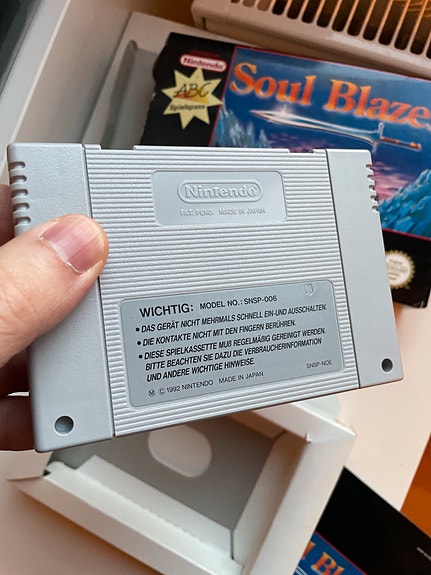 Nintendo
ABC
Spielspass
Soul Blaze
Nintendo
PAT. PEND. MADE IN JAPAN
WICHTIG: MODEL NO.: SNSP-006
• DAS GERÄT NICHT MEHRMALS SCHNELL EIN-UND AUSSCHALTEN.
• DIE KONTAKTE NICHT MIT DEN FINGERN BERÜHREN.
• DIESE SPIELKASSETTE MUß REGELMÄßIG GEREINIGT WERDEN.
BITTE BEACHTEN SIE DAZU DIE VERBRAUCHERINFORMATION
UND ANDERE WICHTIGE HINWEISE.
SNSP-NOE
Ⓜ © 1992 NINTENDO MADE IN JAPAN
Soul Bl